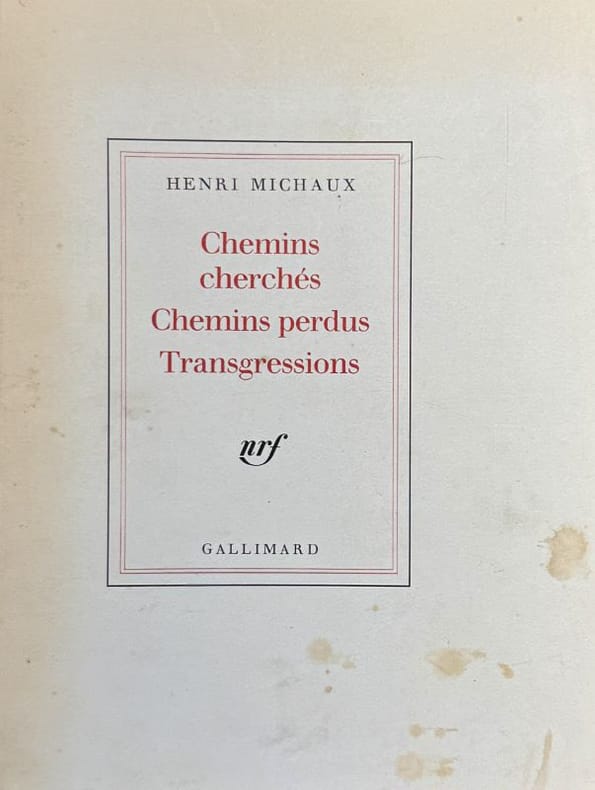 HENRI MICHAUX
Chemins
cherchés
Chemins perdus
Transgressions
nrf
GALLIMARD